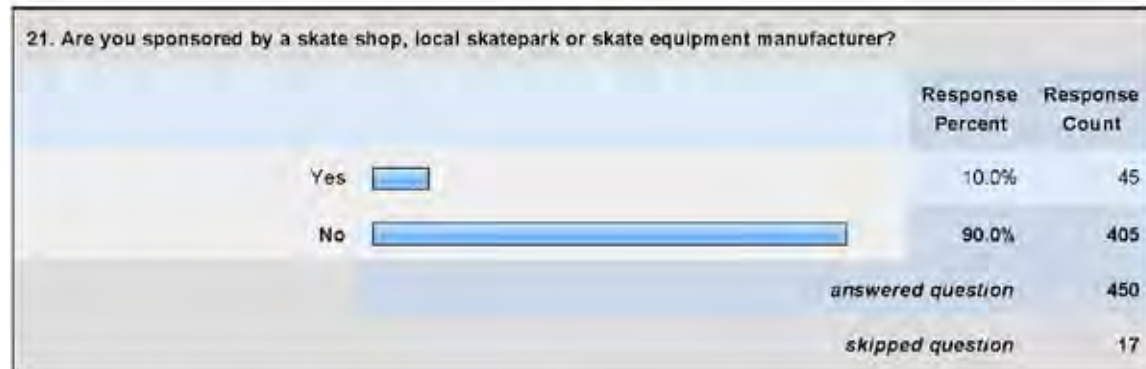 21. Are you sponsored by a skate shop, local skatepark or skate equipment manufacturer?
Response Percent Response Count
Yes 10.0% 45
No 90.0% 405
answered question 450
skipped question 17